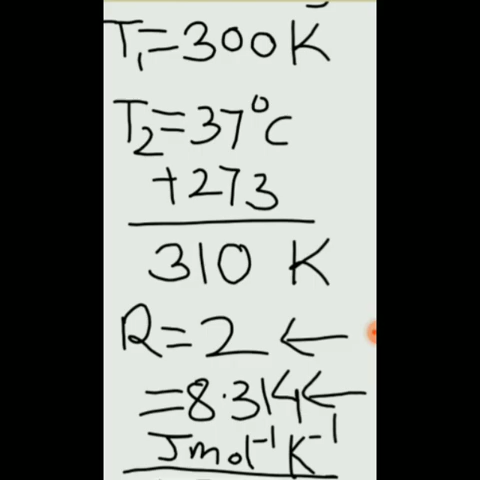 T₁=300K
T₂=37°C
+273
310 K
R=2 ←
=8.314←
Jmol⁻¹K⁻¹